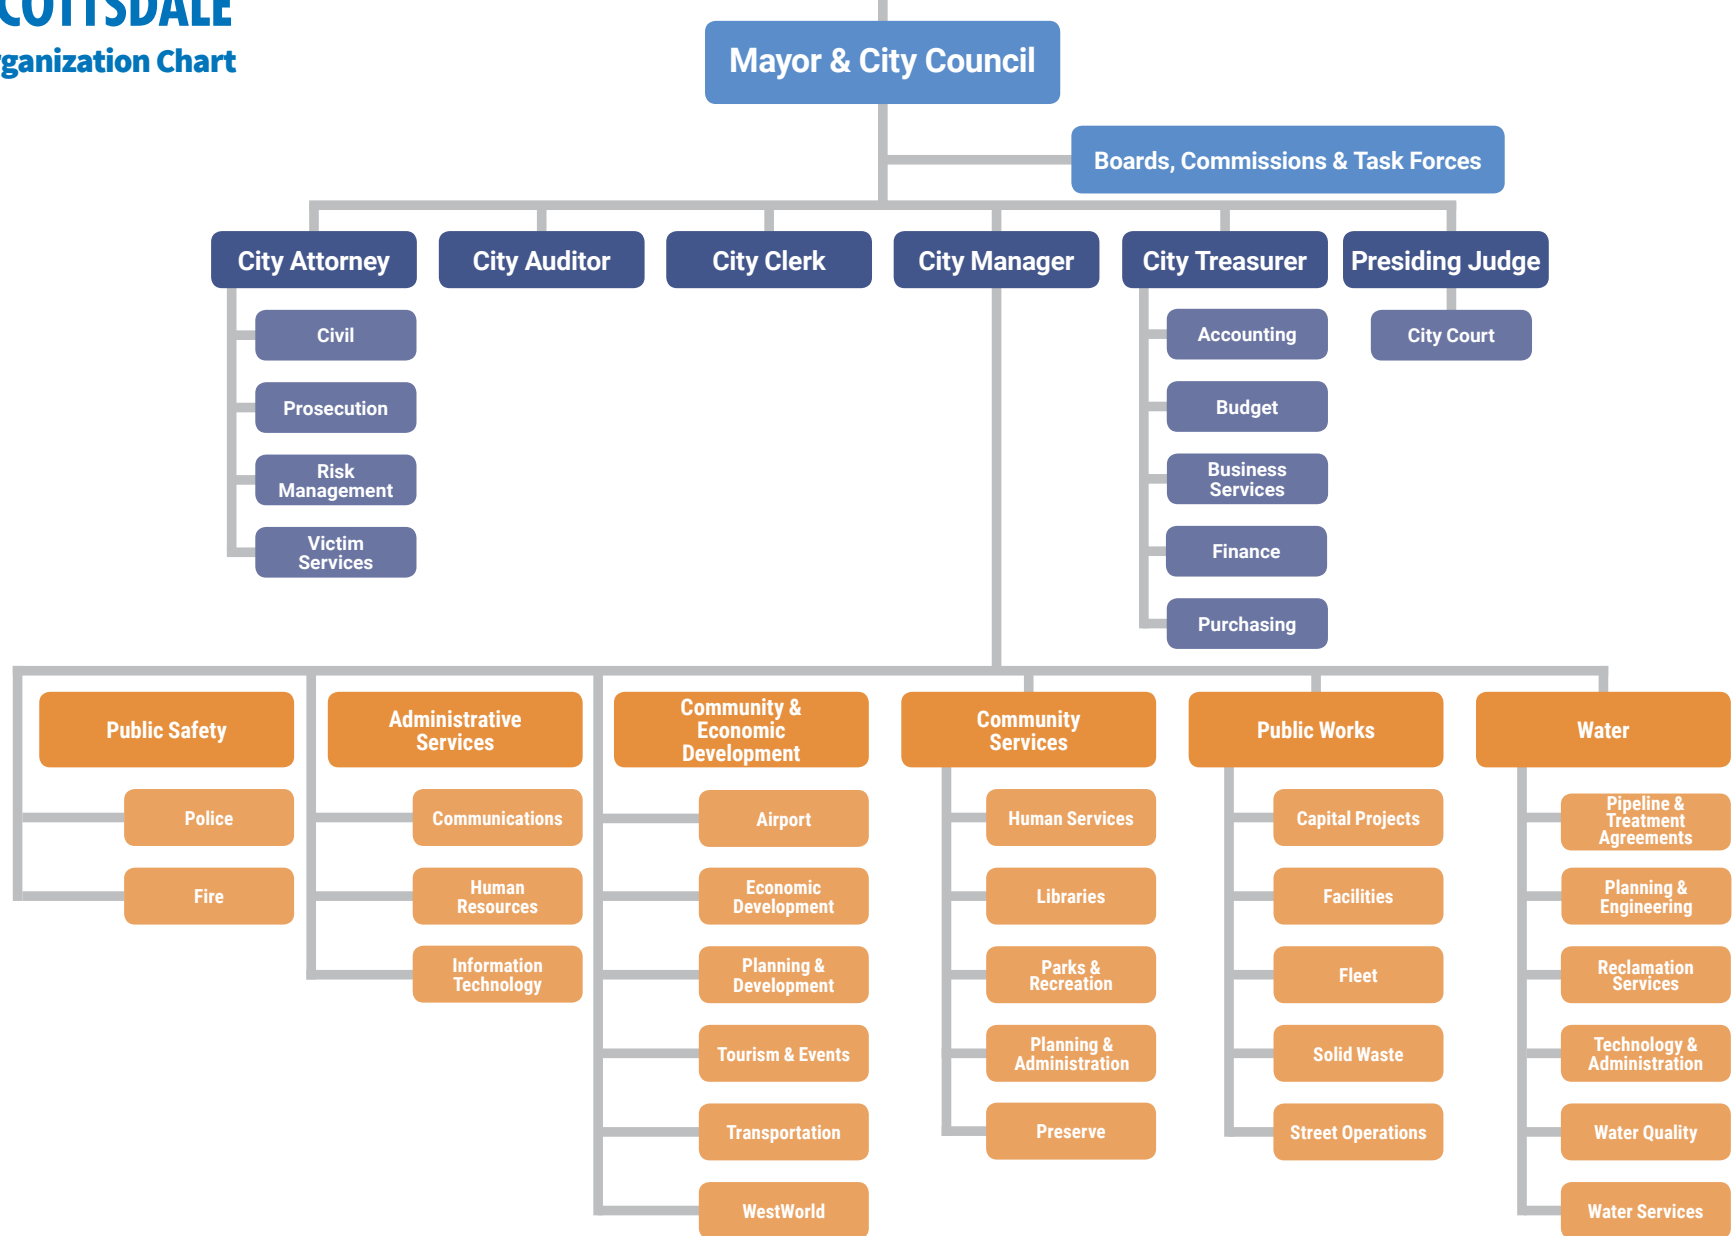 COTTSDALE
ganization Chart
Mayor & City Council
Boards, Commissions & Task Forces
City Attorney
City Auditor
City Clerk
City Manager
City Treasurer
Presiding Judge
Civil
Prosecution
Risk
Management
Victim
Services
Accounting
Budget
Business
Services
Finance
Purchasing
City Court
Public Safety
Police
Fire
Administrative
Services
Communications
Human
Resources
Information
Technology
Community &
Economic
Development
Airport
Economic
Development
Planning &
Development
Tourism & Events
Transportation
WestWorld
Community
Services
Human Services
Libraries
Parks &
Recreation
Planning &
Administration
Preserve
Public Works
Capital Projects
Facilities
Fleet
Solid Waste
Street Operations
Water
Pipeline &
Treatment
Agreements
Planning &
Engineering
Reclamation
Services
Technology &
Administration
Water Quality
Water Services